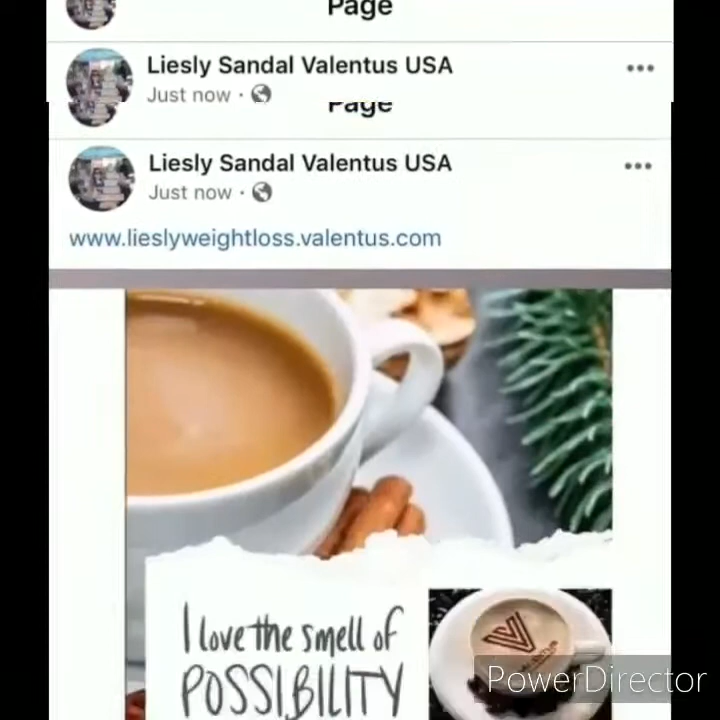 Page
Liesly Sandal Valentus USA
Just now
Page
Liesly Sandal Valentus USA
Just now
www.lieslyweightloss.valentus.com
I love the smell of
POSSIBILITY
PowerDirector